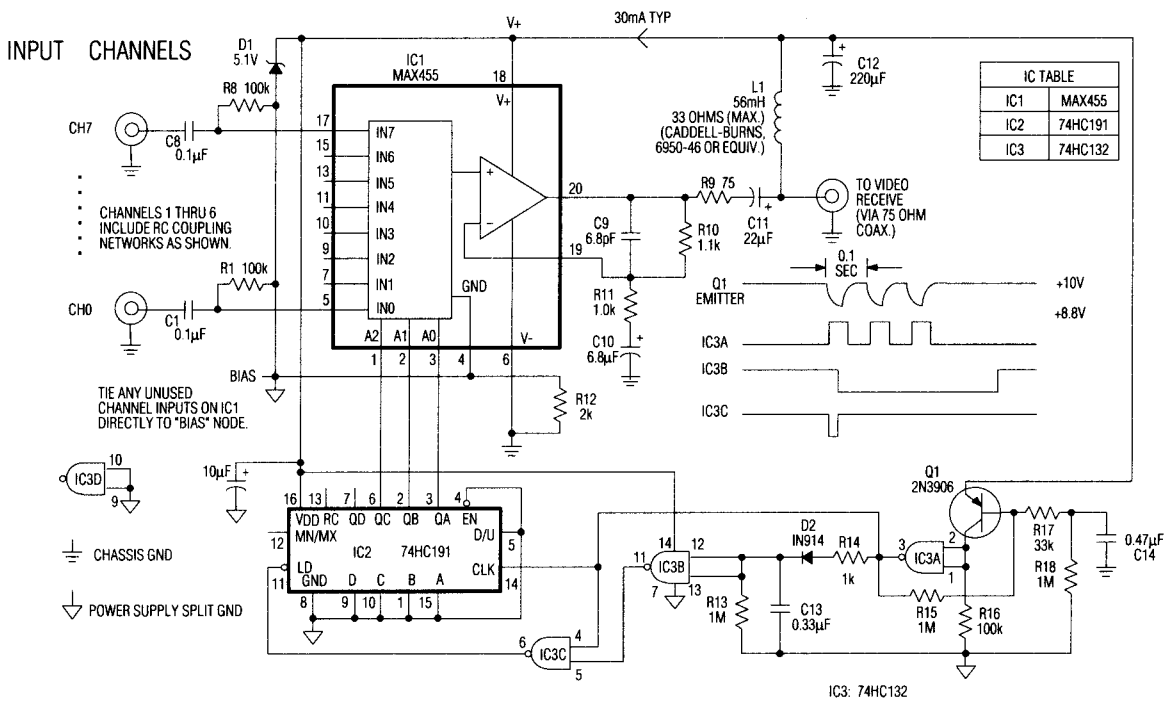 INPUT CHANNELS
D1
5.1V
R8 100k
CH7
C8
0.1µF
CHANNELS 1 THRU 6
INCLUDE RC COUPLING
NETWORKS AS SHOWN.
R1 100k
CH0
C1
0.1µF
BIAS
TIE ANY UNUSED
CHANNEL INPUTS ON IC1
DIRECTLY TO "BIAS" NODE.
IC3D
10
9
CHASSIS GND
POWER SUPPLY SPLIT GND
IC1
MAX455
V+
18
V+
17
IN7
15
IN6
13
IN5
11
IN4
10
IN3
9
IN2
7
IN1
5
IN0
+
−
GND
A2
A1
A0
V-
1
2
3
4
6
20
19
R12
2k
30mA TYP
C9
6.8pF
R10
1.1k
R11
1.0k
+
C10
6.8µF
R9 75
C11
22µF
+
L1
56mH
33 OHMS (MAX.)
(CADDELL-BURNS,
6950-46 OR EQUIV.)
+
C12
220µF
TO VIDEO
RECEIVE
(VIA 75 OHM
COAX.)
IC TABLE
IC1 MAX455
IC2 74HC191
IC3 74HC132
0.1
SEC
Q1
EMITTER
+10V
+8.8V
IC3A
IC3B
IC3C
10µF
+
16
13
7
6
2
3
4
VDD
RC
QD
QC
QB
QA
EN
12
MN/MX
D/U
5
IC2
74HC191
LD
11
CLK
14
GND
D
C
B
A
8
9
10
1
15
6
IC3C
4
5
11
14
IC3B
7
12
13
R13
1M
C13
0.33µF
D2
IN914
R14
1k
3
IC3A
2
1
R15
1M
R16
100k
Q1
2N3906
R17
33k
R18
1M
0.47µF
C14
IC3: 74HC132